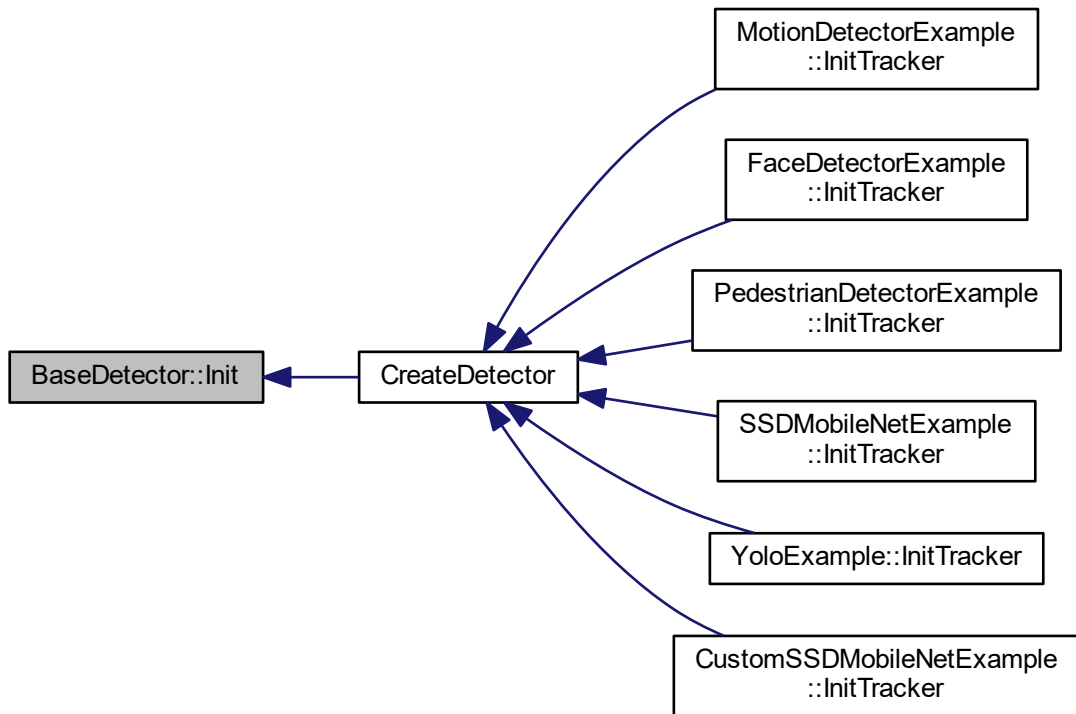 MotionDetectorExample
::InitTracker
FaceDetectorExample
::InitTracker
PedestrianDetectorExample
::InitTracker
BaseDetector::Init
CreateDetector
SSDMobileNetExample
::InitTracker
YoloExample::InitTracker
CustomSSDMobileNetExample
::InitTracker